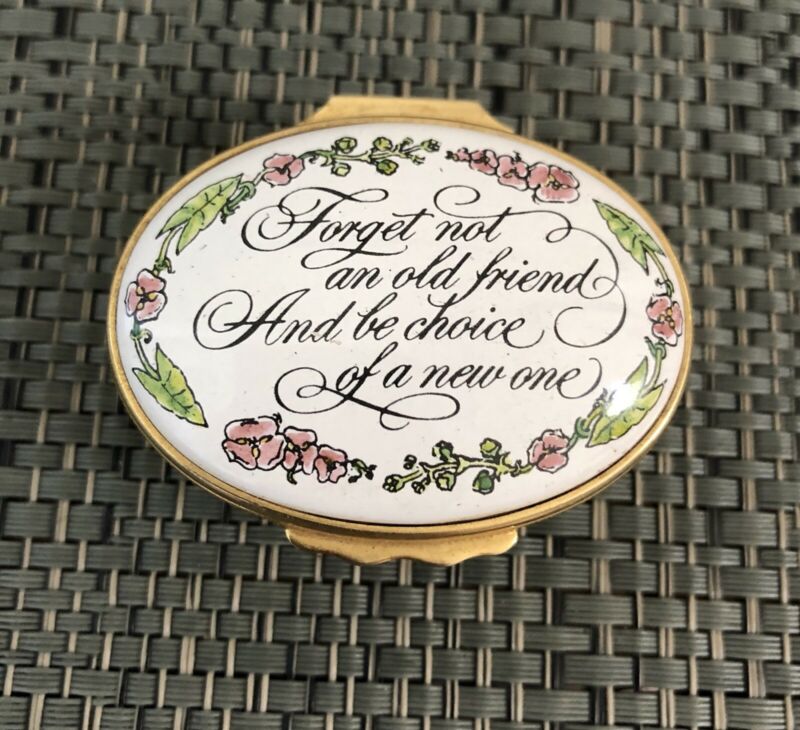 Forget not
an old friend
And be choice
of a new one